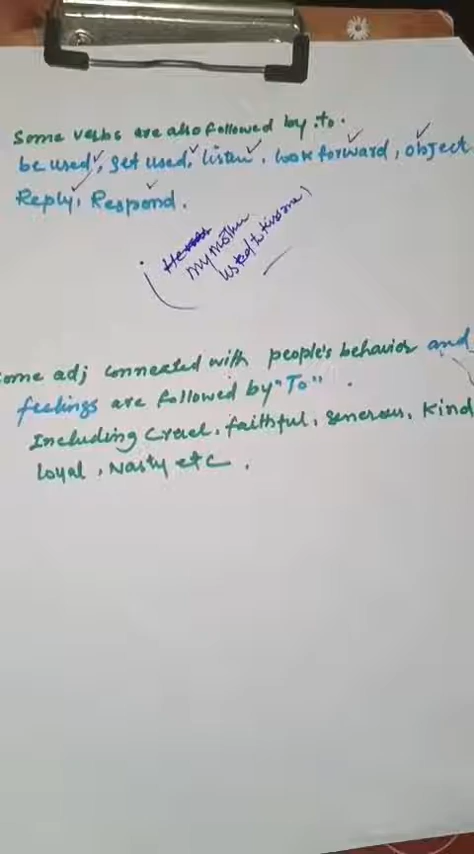 Some verbs are also followed by to.
be used, get used, listen, look forward, object
Reply, Respond.
My mother
used to kiss me)
ome adj connected with people's behavior and
feelings are followed by "To".
Including Cruel, faithful, generous, Kind
loyal, Nasty etc.